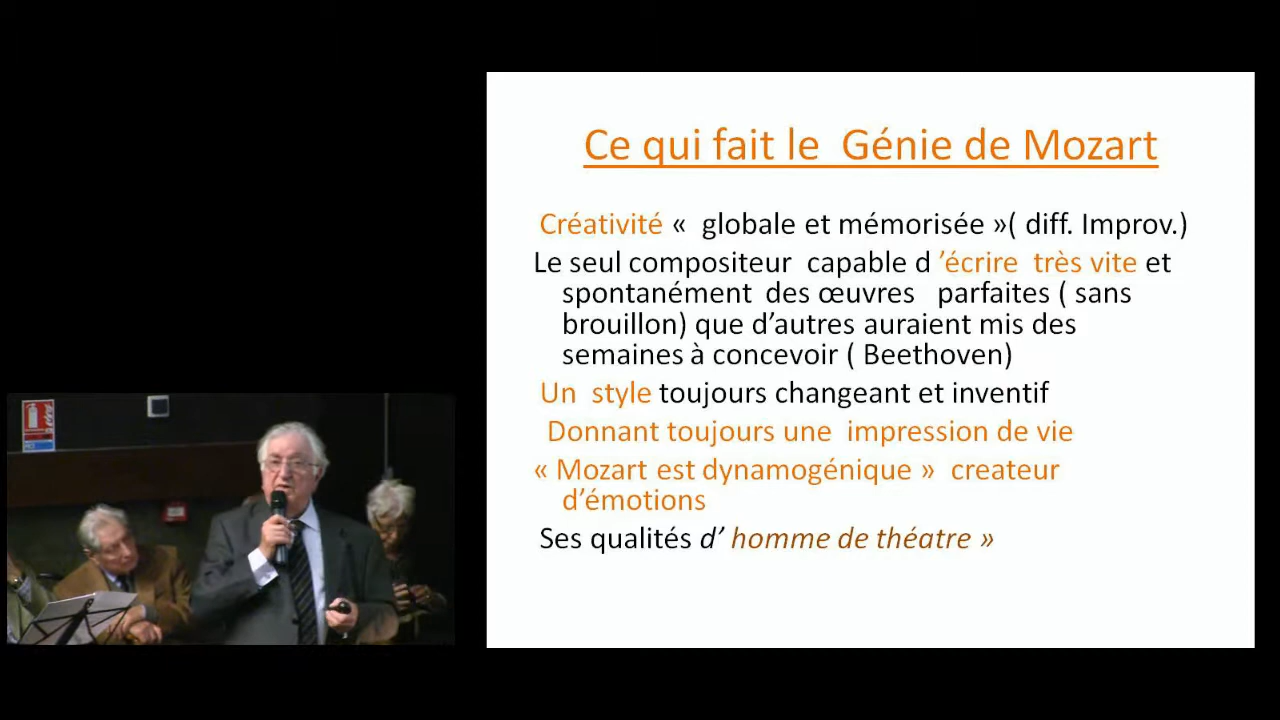 Ce qui fait le Génie de Mozart
Créativité « globale et mémorisée »( diff. Improv.)
Le seul compositeur capable d ’écrire très vite et
spontanément des œuvres parfaites ( sans
brouillon) que d’autres auraient mis des
semaines à concevoir ( Beethoven)
Un style toujours changeant et inventif
Donnant toujours une impression de vie
« Mozart est dynamogénique » createur
d’émotions
Ses qualités d’ homme de théatre »